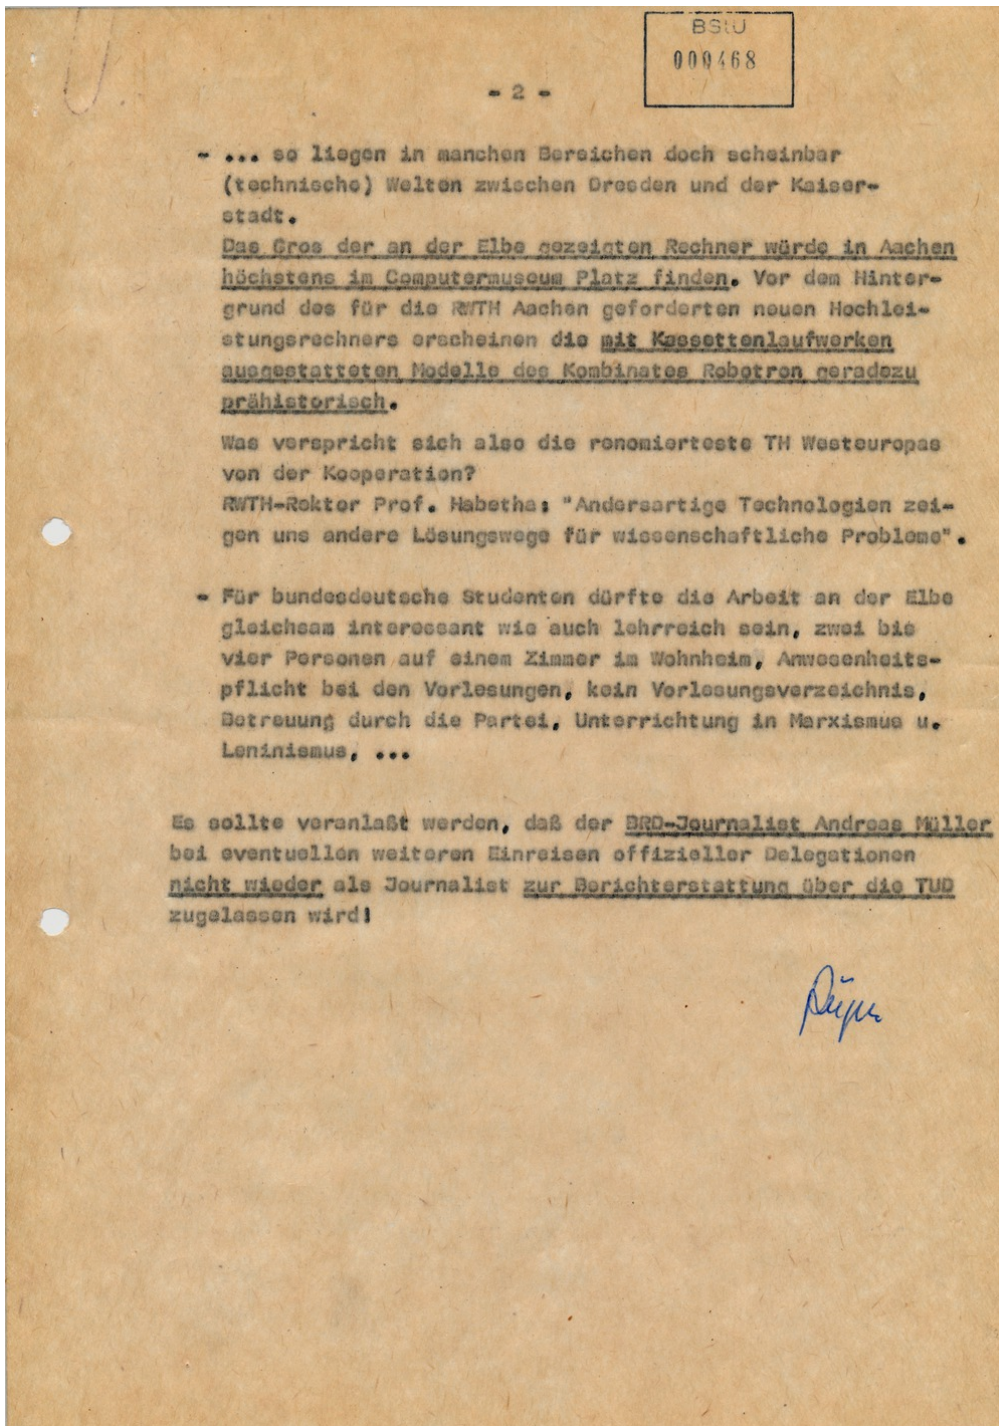 BStU
000468
- 2 -
- ... so liegen in manchen Bereichen doch scheinbar
(technische) Welten zwischen Dresden und der Kaiser-
stadt.
Das Gros der an der Elbe gezeigten Rechner würde in Aachen
höchstens im Computermuseum Platz finden. Vor dem Hinter-
grund des für die RWTH Aachen geforderten neuen Hochlei-
stungsrechners erscheinen die mit Kassettenlaufwerken
ausgestatteten Modelle des Kombinates Robotron geradezu
prähistorisch.
Was verspricht sich also die renomierteste TH Westeuropas
von der Kooperation?
RWTH-Rektor Prof. Habetha: "Andersartige Technologien zei-
gen uns andere Lösungswege für wissenschaftliche Probleme".
- Für bundesdeutsche Studenten dürfte die Arbeit an der Elbe
gleichsam interessant wie auch lehrreich sein, zwei bis
vier Personen auf einem Zimmer im Wohnheim, Anwesenheits-
pflicht bei den Vorlesungen, kein Vorlesungsverzeichnis,
Betreuung durch die Partei, Unterrichtung in Marxismus u.
Leninismus, ...
Es sollte veranlaßt werden, daß der BRD-Journalist Andreas Müller
bei eventuellen weiteren Einreisen offizieller Delegationen
nicht wieder als Journalist zur Berichterstattung über die TUD
zugelassen wird!